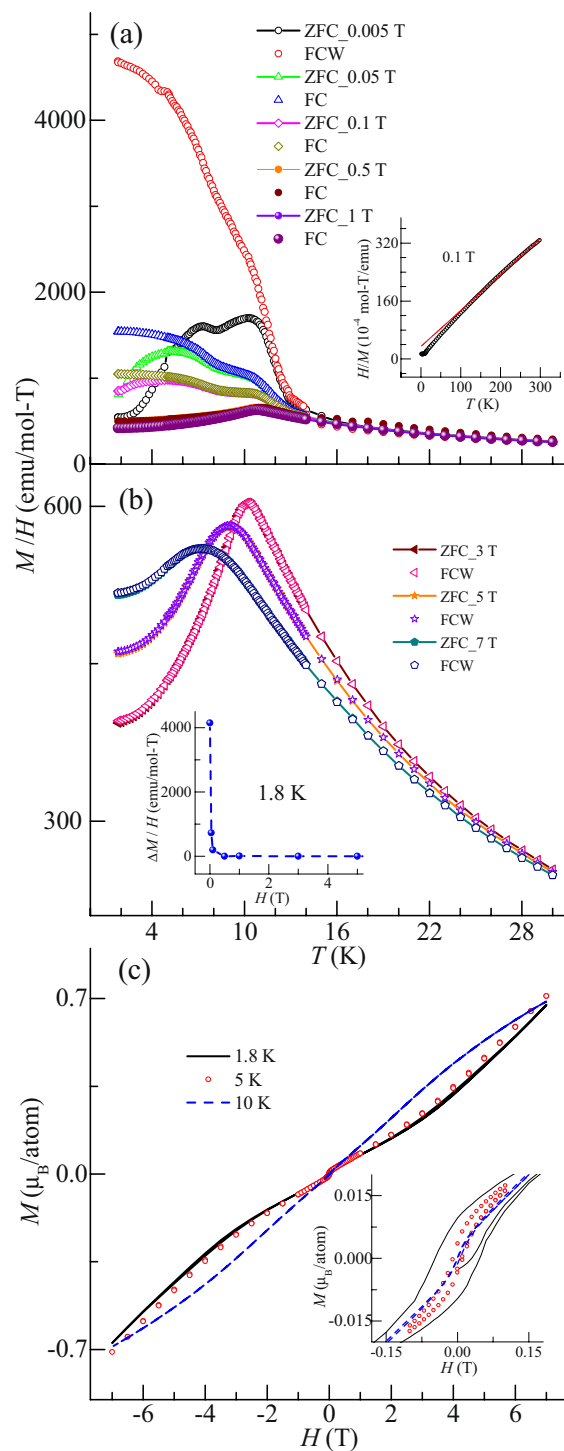 (a)
ZFC_0.005 T
FCW
ZFC_0.05 T
FC
ZFC_0.1 T
FC
ZFC_0.5 T
FC
ZFC_1 T
FC
4000
2000
0
320
160
0
H/M (10⁻⁴ mol-T/emu)
0.1 T
0 100 200 300
T (K)
M/H (emu/mol-T)
(b)
600
300
ZFC_3 T
FCW
ZFC_5 T
FCW
ZFC_7 T
FCW
4000
2000
0
ΔM / H (emu/mol-T)
1.8 K
0 2 4
H (T)
4 10 16 22 28
T (K)
(c)
0.7
0.0
-0.7
M (μB/atom)
1.8 K
5 K
10 K
0.015
0.000
-0.015
M (μB/atom)
-0.15 0.00 0.15
H (T)
-6 -4 -2 0 2 4 6
H (T)